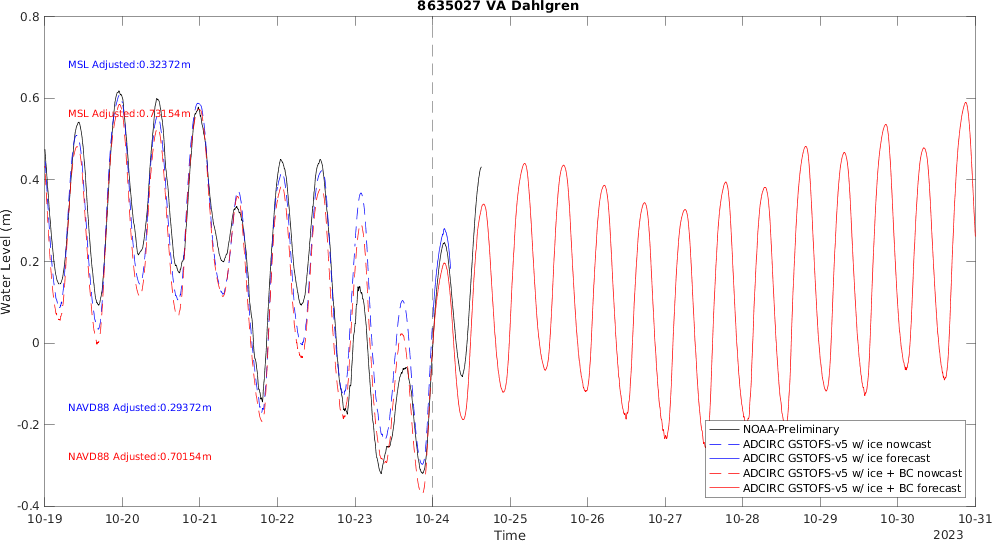 8635027 VA Dahlgren
0.8
0.6
0.4
0.2
0
-0.2
-0.4
Water Level (m)
MSL Adjusted:0.32372m
MSL Adjusted:0.73154m
NAVD88 Adjusted:0.29372m
NAVD88 Adjusted:0.70154m
NOAA-Preliminary
ADCIRC GSTOFS-v5 w/ ice nowcast
ADCIRC GSTOFS-v5 w/ ice forecast
ADCIRC GSTOFS-v5 w/ ice + BC nowcast
ADCIRC GSTOFS-v5 w/ ice + BC forecast
10-19 10-20 10-21 10-22 10-23 10-24 10-25 10-26 10-27 10-28 10-29 10-30 10-31
Time
2023